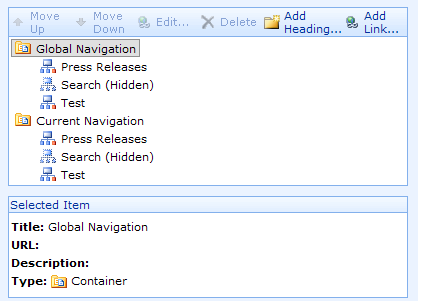 Move Up Move Down Edit... Delete Add Heading... Add Link...
Global Navigation
Press Releases
Search (Hidden)
Test
Current Navigation
Press Releases
Search (Hidden)
Test
Selected Item
Title: Global Navigation
URL:
Description:
Type: Container